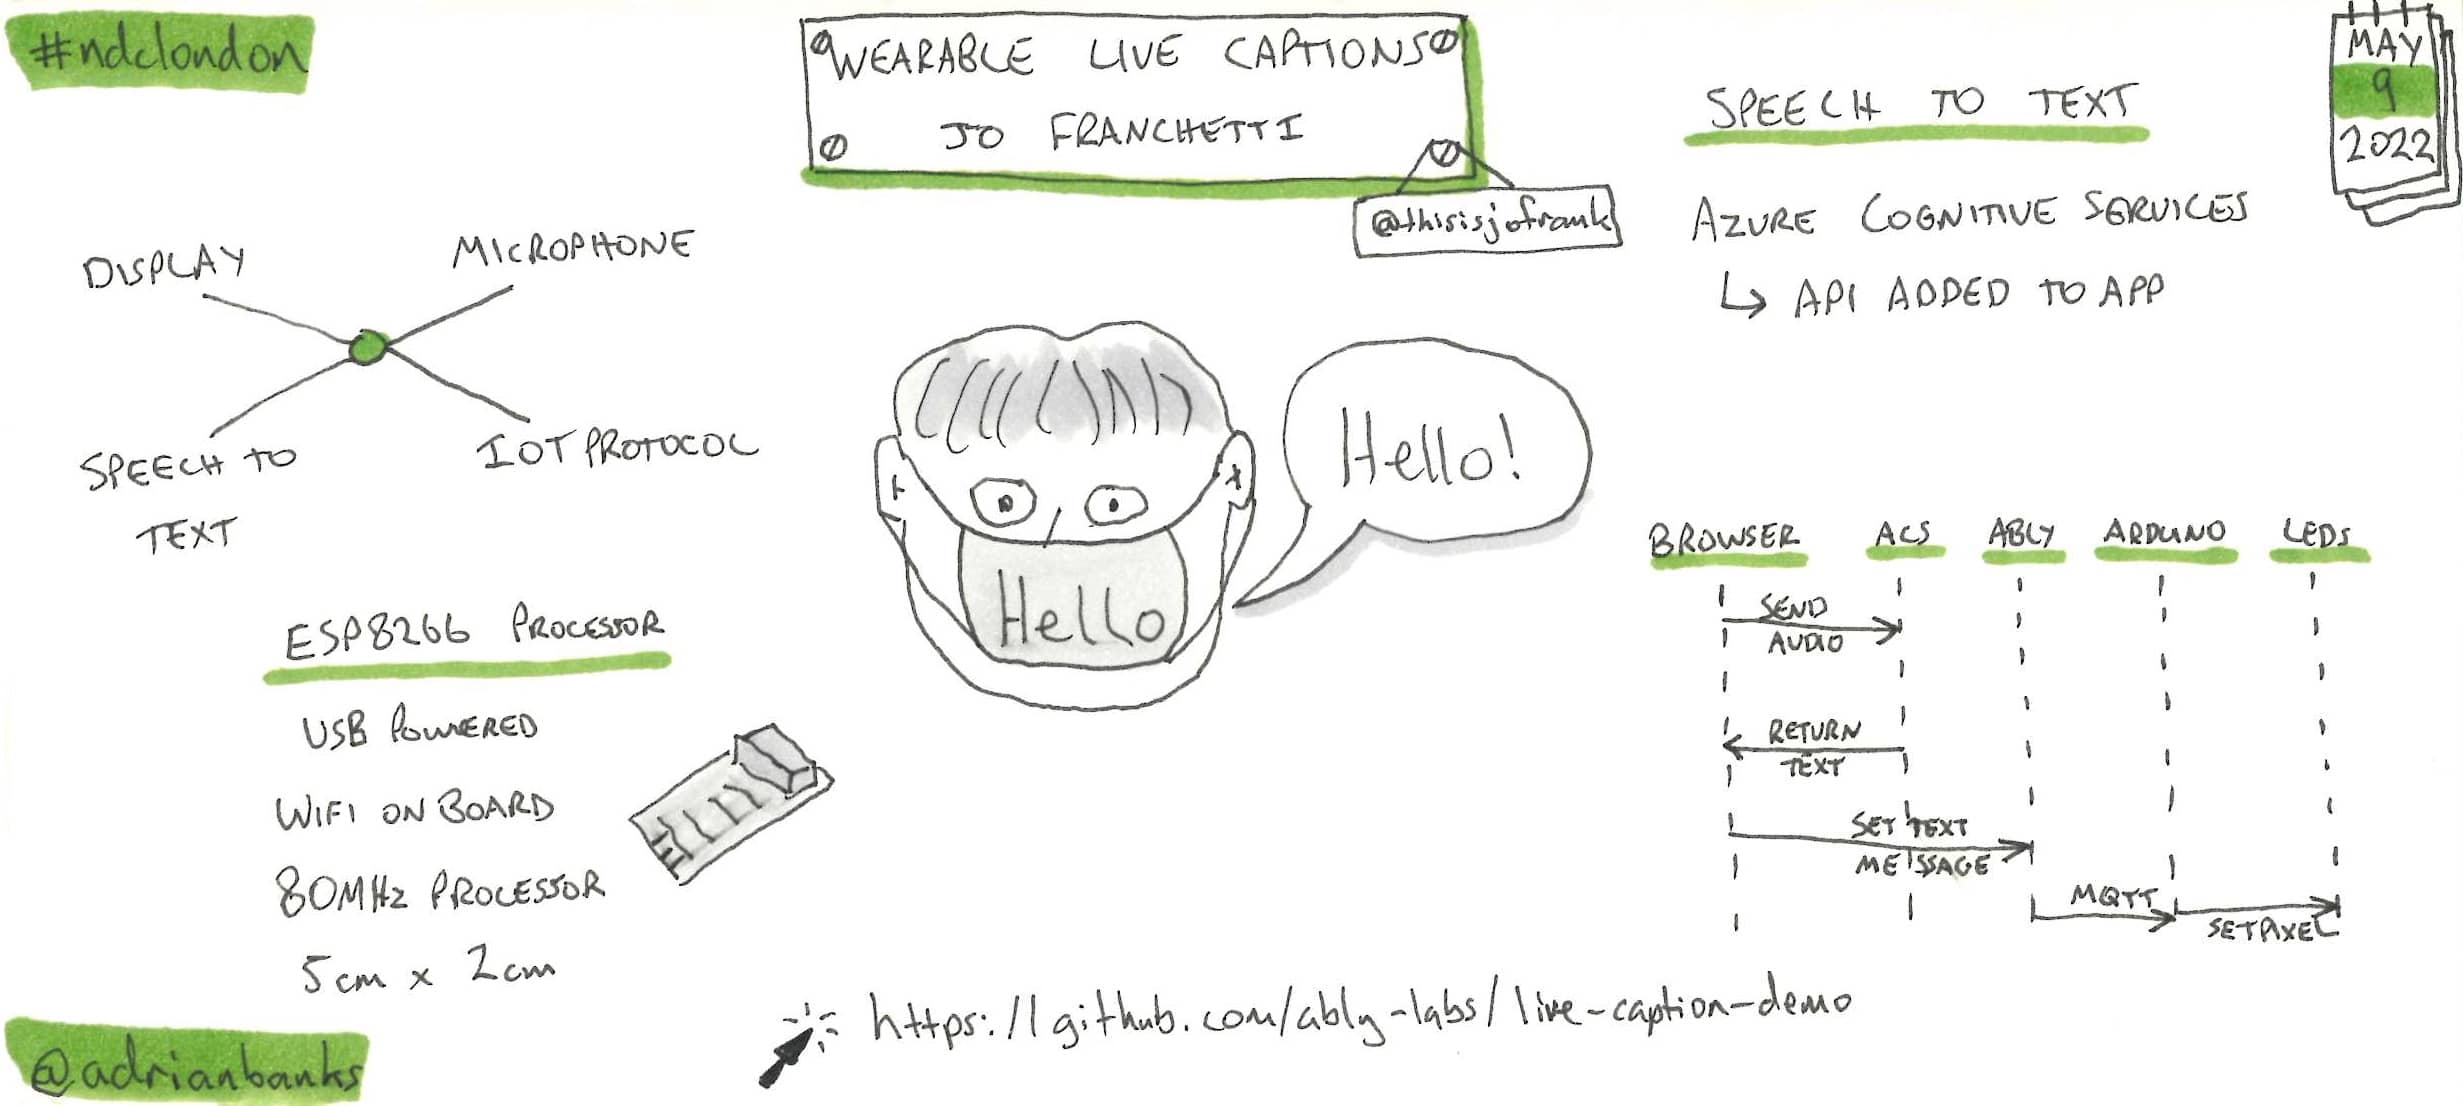 #ndclondon
WEARABLE LIVE CAPTIONS
JO FRANCHETTI
@thisisjofrank
MAY
9
2022
DISPLAY
MICROPHONE
SPEECH TO
TEXT
IOT PROTOCOL
ESP8266 PROCESSOR
USB POWERED
WIFI ON BOARD
80MHz PROCESSOR
5cm x 2cm
Hello!
Hello
SPEECH TO TEXT
AZURE COGNITIVE SERVICES
↳ API ADDED TO APP
BROWSER ACS ABLY ARDUINO LEDS
SEND
AUDIO
RETURN
TEXT
SET TEXT
MESSAGE
MQTT
SETPIXEL
https://github.com/ably-labs/live-caption-demo
@adrianbanks